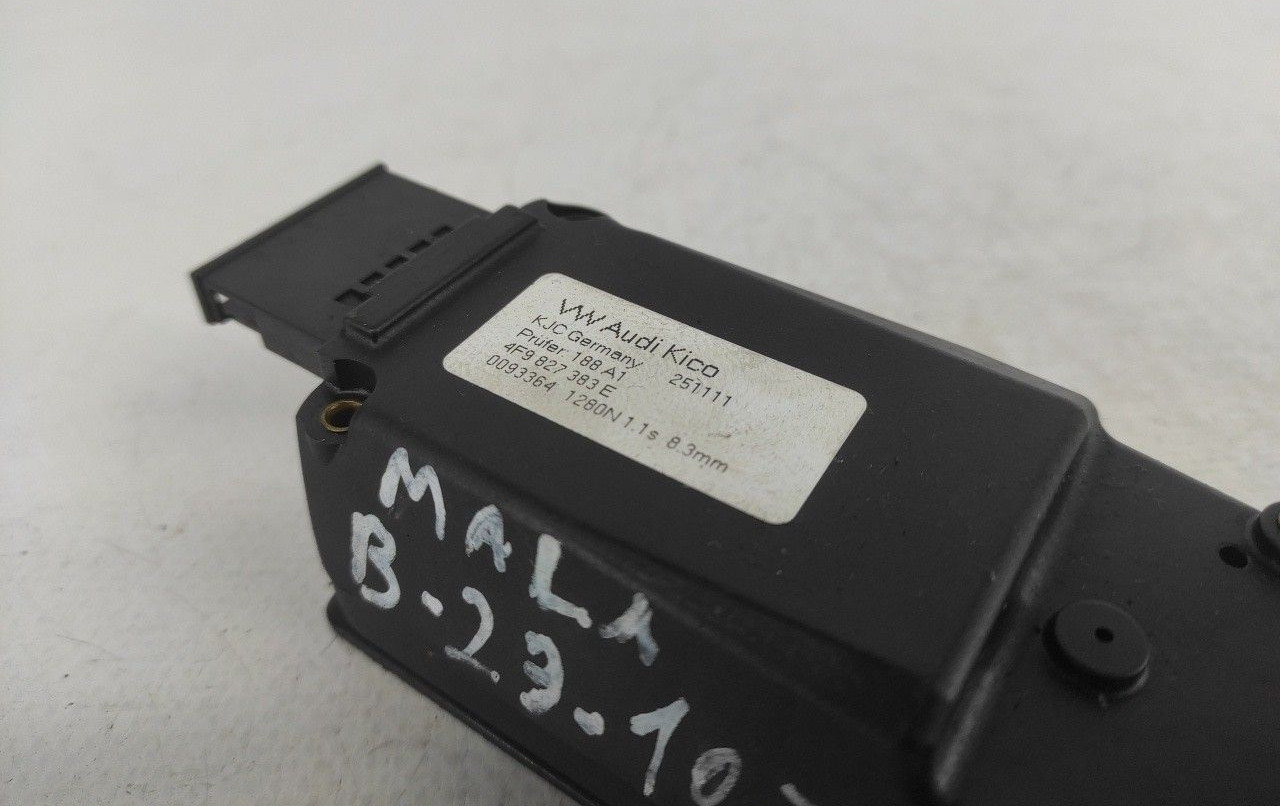 VW Audi Kico
KJC Germany 251111
Prüfer 188 A1
4F9 827 383 E
0093364 1280N 1.1s 8.3mm
B-23-10-